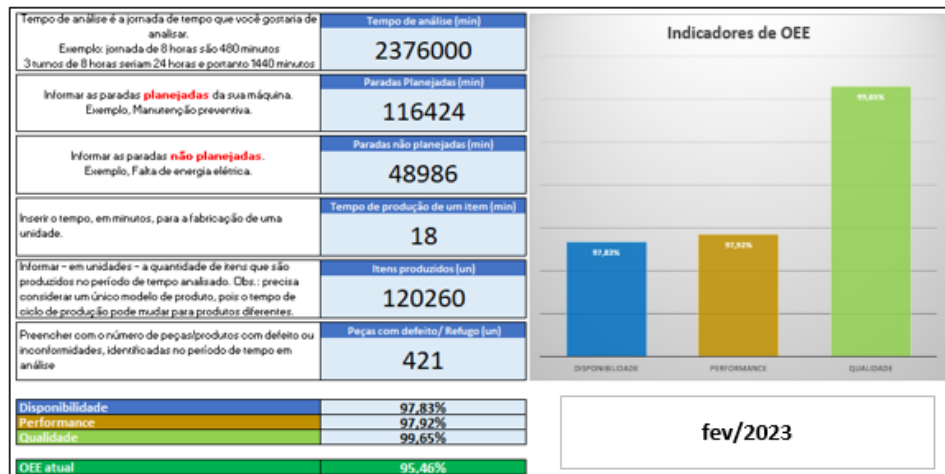 Tempo de análise é a jornada de tempo que você gostaria de
analisar.
Exemplo: jornada de 8 horas são 480 minutos
3 turnos de 8 horas seriam 24 horas e portanto 1440 minutos
Tempo de análise (min)
2376000
Informar as paradas planejadas da sua máquina.
Exemplo, Manutenção preventiva.
Paradas Planejadas (min)
116424
Informar as paradas não planejadas.
Exemplo, Falta de energia elétrica.
Paradas não planejadas (min)
48986
Inserir o tempo, em minutos, para a fabricação de uma
unidade.
Tempo de produção de um item (min)
18
Informar - em unidades - a quantidade de itens que são
produzidos no período de tempo analisado. Obs.: precisa
considerar um único modelo de produto, pois o tempo de
ciclo de produção pode mudar para produtos diferentes.
Itens produzidos (un)
120260
Preencher com o número de peças/produtos com defeito ou
inconformidades, identificadas no período de tempo em
análise
Peças com defeito/ Refugo (un)
421
Disponibilidade 97,83%
Performance 97,92%
Qualidade 99,65%
OEE atual 95,46%
Indicadores de OEE
97,83%
97,92%
99,65%
DISPONIBILIDADE
PERFORMANCE
QUALIDADE
fev/2023